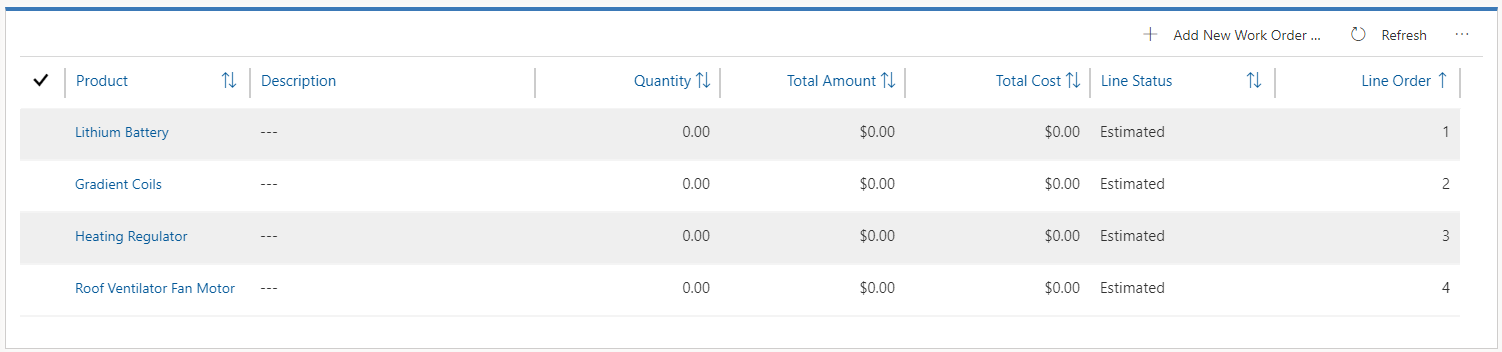 Add New Work Order ... Refresh ...
Product Description Quantity Total Amount Total Cost Line Status Line Order
Lithium Battery --- 0.00 $0.00 $0.00 Estimated 1
Gradient Coils --- 0.00 $0.00 $0.00 Estimated 2
Heating Regulator --- 0.00 $0.00 $0.00 Estimated 3
Roof Ventilator Fan Motor --- 0.00 $0.00 $0.00 Estimated 4